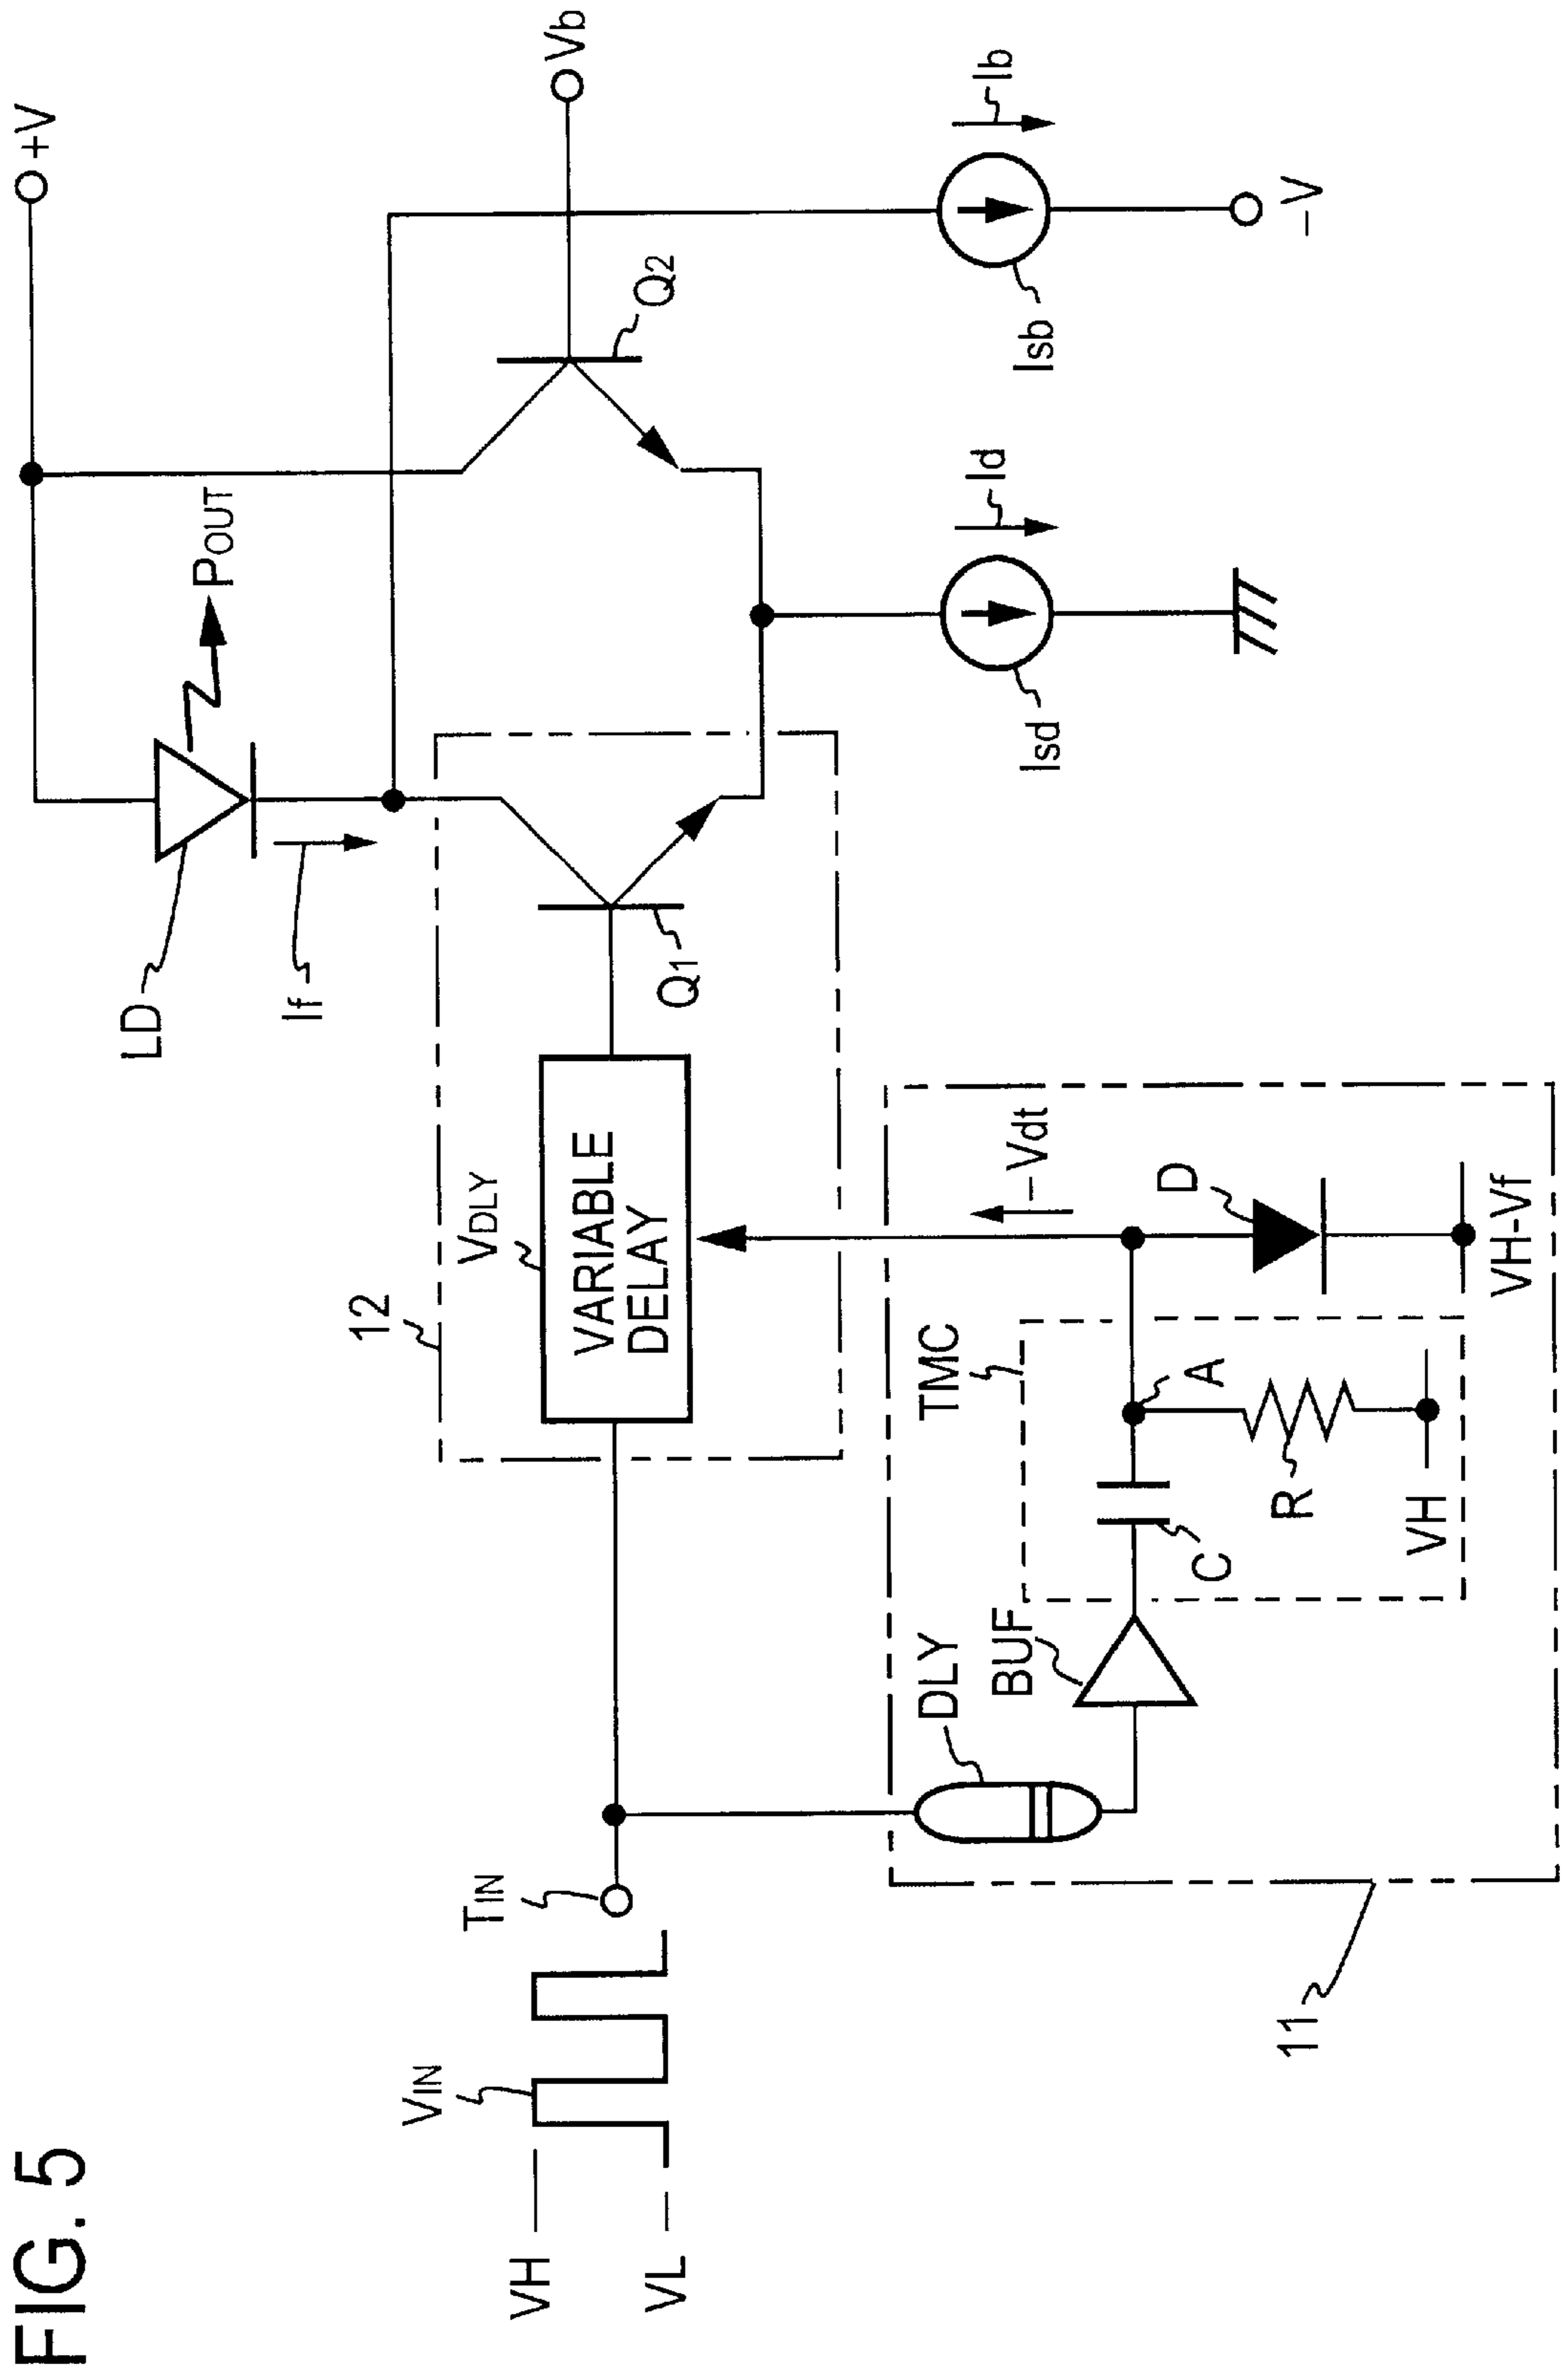 FIG. 5
+V
LD
POUT
If
Vb
12
VDLY
VARIABLE
DELAY
Q1
Q2
VIN
TIN
VH
VL
Isd
Id
Isb
Ib
-V
11
DLY
BUF
TMC
C
A
R
VH
-Vdt
D
VH-Vf